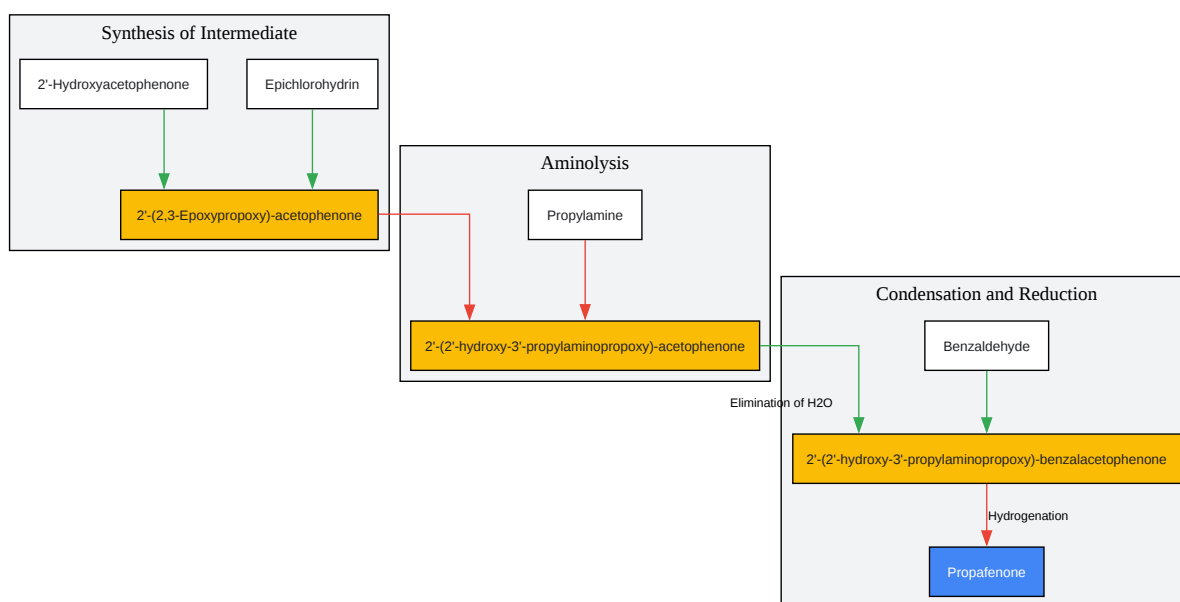 Synthesis of Intermediate
2'-Hydroxyacetophenone
Epichlorohydrin
2'-(2,3-Epoxypropoxy)-acetophenone
Aminolysis
Propylamine
2'-(2'-hydroxy-3'-propylaminopropoxy)-acetophenone
Condensation and Reduction
Benzaldehyde
Elimination of H2O
2'-(2'-hydroxy-3'-propylaminopropoxy)-benzalacetophenone
Hydrogenation
Propafenone